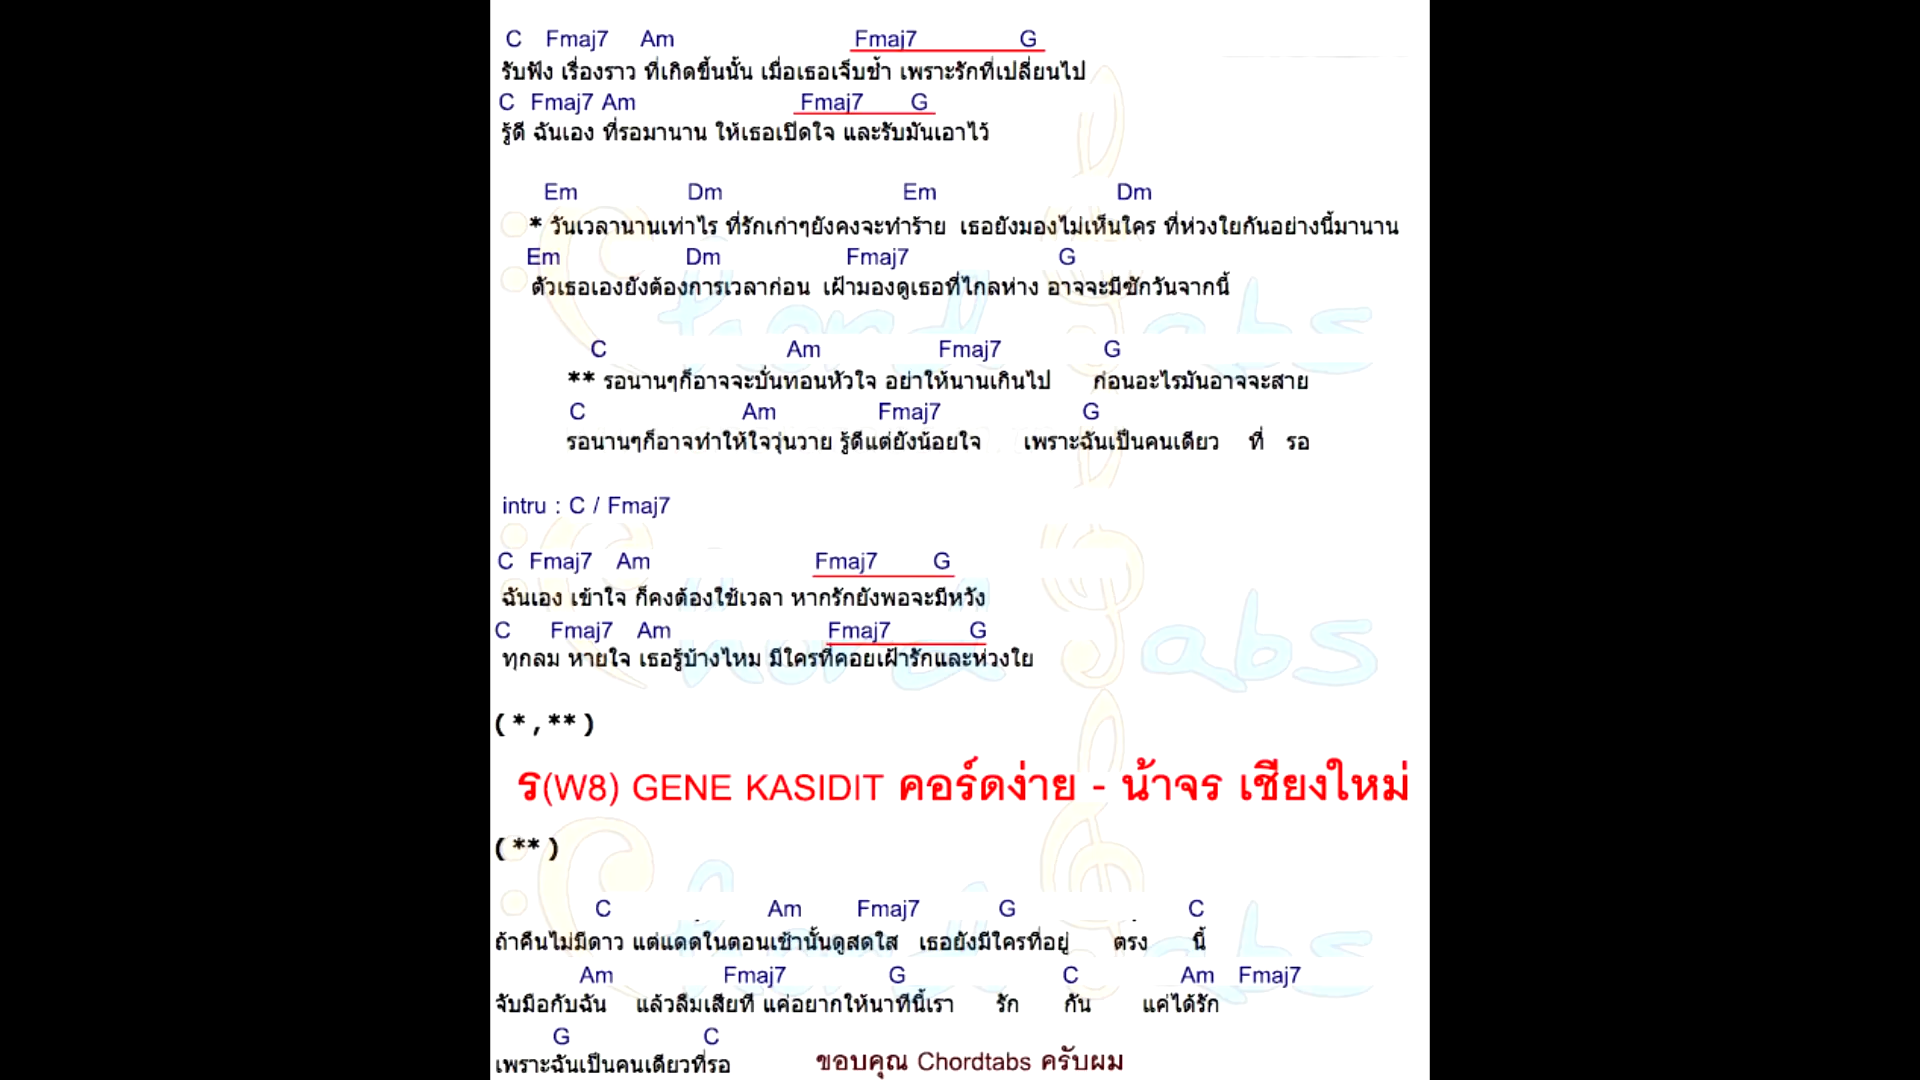 C Fmaj7 Am Fmaj7 G
รับฟัง เรื่องราว ที่เกิดขึ้นนั้น เมื่อเธอเจ็บช้ำ เพราะรักที่เปลี่ยนไป
C Fmaj7 Am Fmaj7 G
รู้ดี ฉันเอง ที่รอมานาน ให้เธอเปิดใจ และรับมันเอาไว้
Em Dm Em Dm
* วันเวลานานเท่าไร ที่รักเก่าๆยังคงจะทำร้าย เธอยังมองไม่เห็นใคร ที่ห่วงใยกันอย่างนี้มานาน
Em Dm Fmaj7 G
ตัวเธอเองยังต้องการเวลาก่อน เฝ้ามองดูเธอที่ไกลห่าง อาจจะมีซักวันจากนี้
C Am Fmaj7 G
** รอนานๆก็อาจจะบั่นทอนหัวใจ อย่าให้นานเกินไป ก่อนอะไรมันอาจจะสาย
C Am Fmaj7 G
รอนานๆก็อาจทำให้ใจวุ่นวาย รู้ดีแต่ยังน้อยใจ เพราะฉันเป็นคนเดียว ที่ รอ
intru : C / Fmaj7
C Fmaj7 Am Fmaj7 G
ฉันเอง เข้าใจ ก็คงต้องใช้เวลา หากรักยังพอจะมีหวัง
C Fmaj7 Am Fmaj7 G
ทุกลม หายใจ เธอรู้บ้างไหม มีใครที่คอยเฝ้ารักและห่วงใย
(*,**)
ร(W8) GENE KASIDIT คอร์ดง่าย - น้าจร เชียงใหม่
(**)
C Am Fmaj7 G C
ถ้าคืนไม่มีดาว แต่แดดในตอนเช้านั้นดูสดใส เธอยังมีใครที่อยู่ ตรง นี้
Am Fmaj7 G C Am Fmaj7
จับมือกับฉัน แล้วลืมเสียที แค่อยากให้นาทีนี้เรา รัก กัน แค่ได้รัก
G C
เพราะฉันเป็นคนเดียวที่รอ ขอบคุณ Chordtabs ครับผม